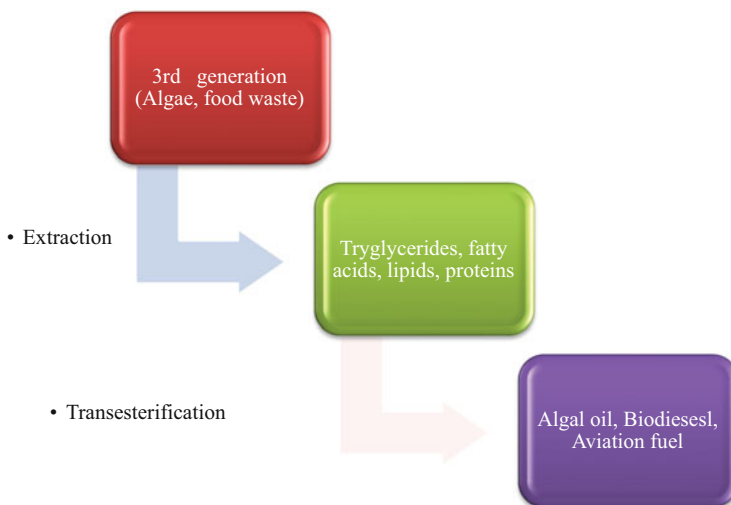 3rd generation
(Algae, food waste)
• Extraction
Tryglycerides, fatty
acids, lipids, proteins
• Transesterification
Algal oil, Biodiesesl,
Aviation fuel